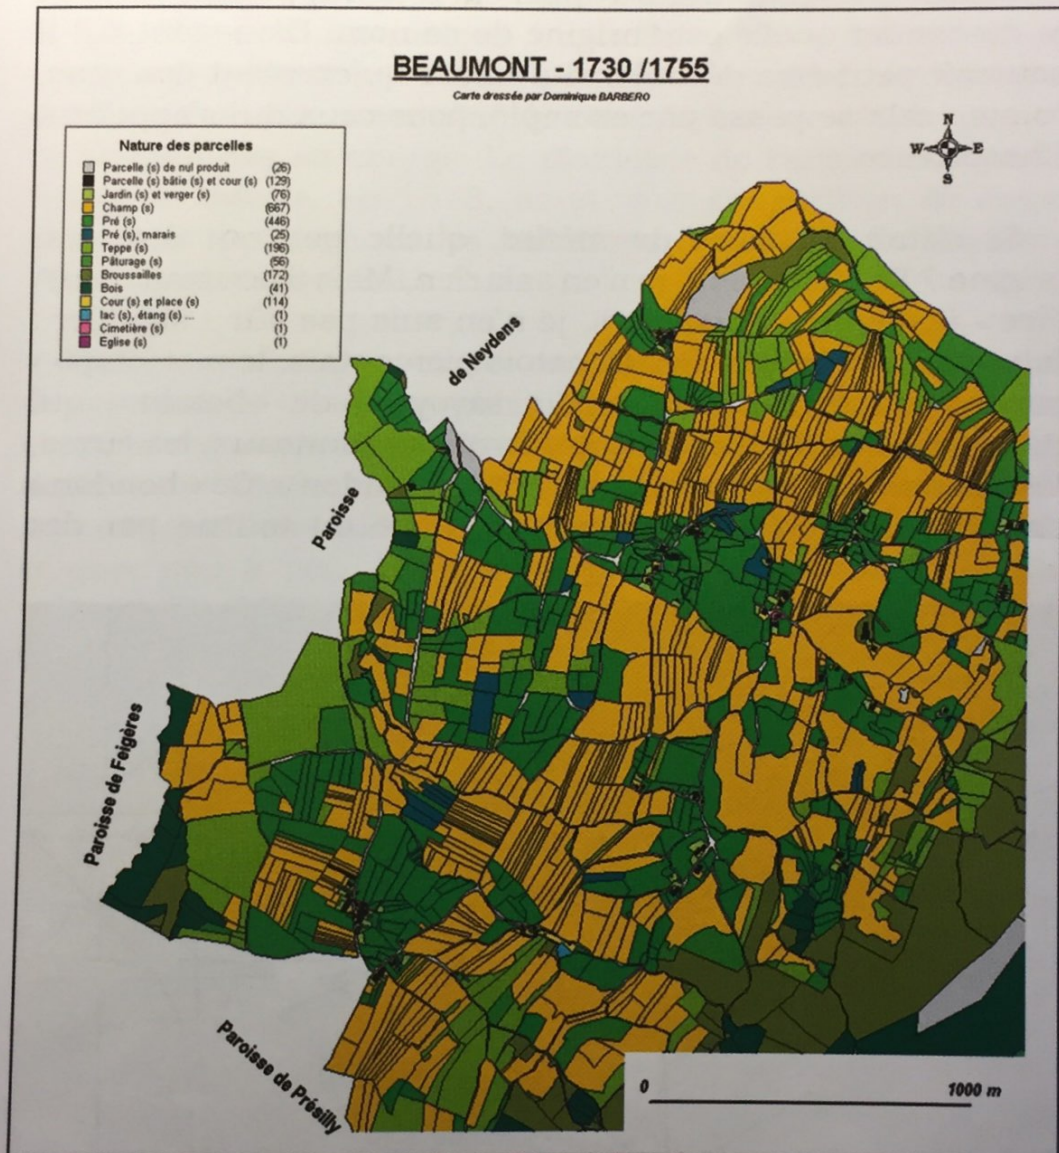 BEAUMONT - 1730 /1755
Carte dressée par Dominique BARBERO
Nature des parcelles
Parcelle (s) de nul produit (26)
Parcelle (s) bâtie (s) et cour (s) (129)
Jardin (s) et verger (s) (76)
Champ (s) (667)
Pré (s) (446)
Pré (s), marais (25)
Teppe (s) (196)
Pâturage (s) (56)
Broussailles (172)
Bois (41)
Cour (s) et place (s) (114)
lac (s), étang (s)... (1)
Cimetière (s) (1)
Eglise (s) (1)
N
W E
S
Paroisse de Neydens
Paroisse de Feigères
Paroisse de Présilly
0 1000 m